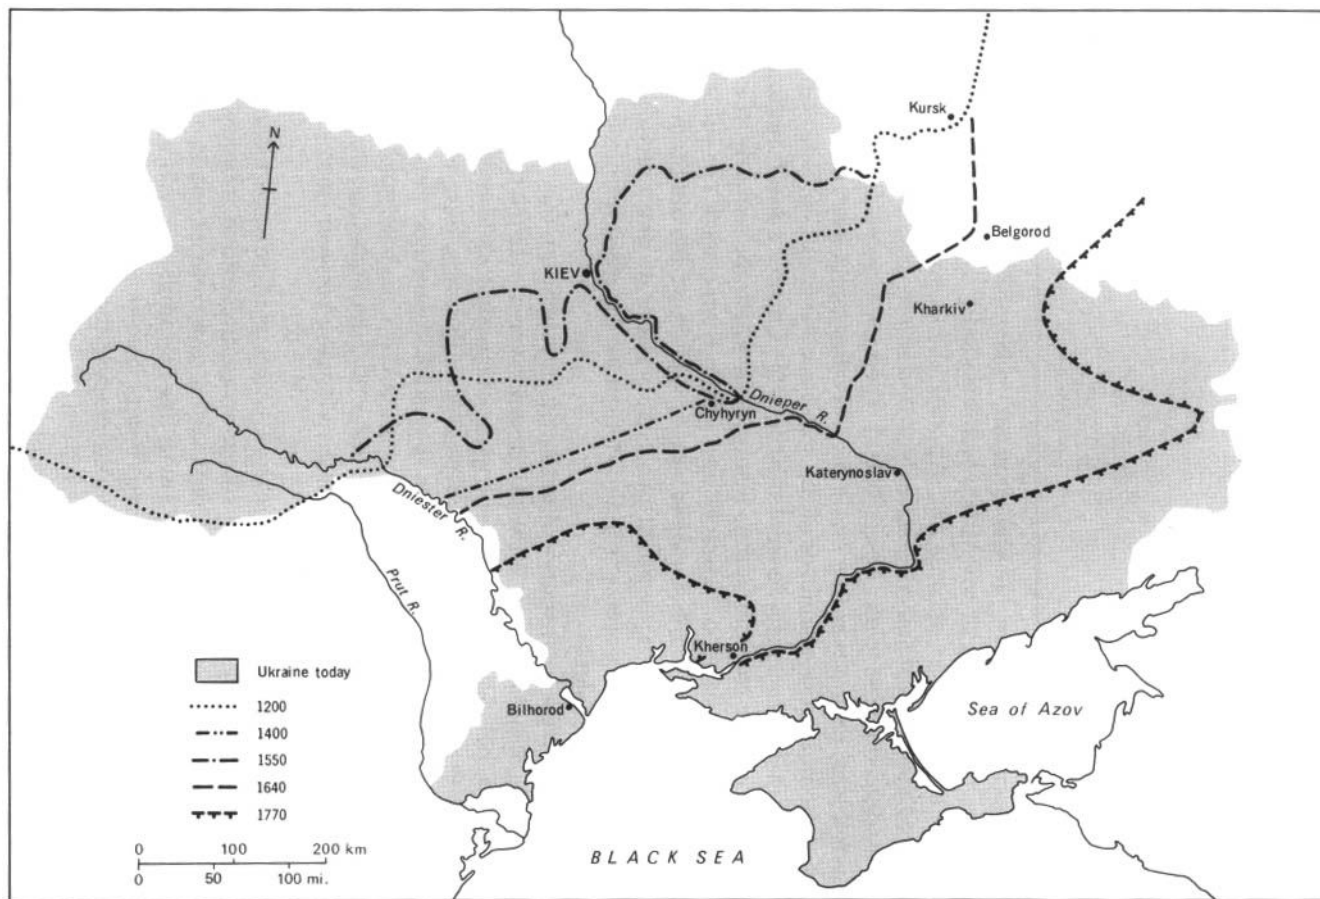 Kursk
N
Belgorod
KIEV
Kharkiv
Dnieper R.
Chyhyryn
Katerynoslav
Dniester R.
Prut R.
Kherson
Ukraine today
1200
Bilhorod
Sea of Azov
1400
1550
1640
1770
0 100 200 km
0 50 100 mi.
BLACK SEA